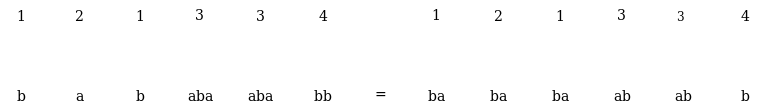 1 2 1 3 3 4 1 2 1 3 3 4
b a b aba aba bb = ba ba ba ab ab b